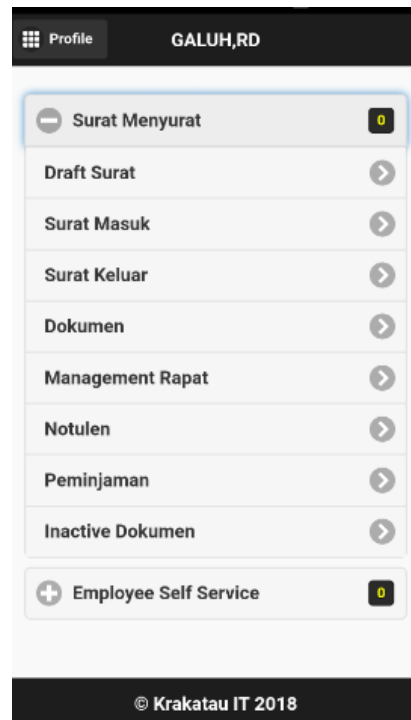 Profile
GALUH,RD
Surat Menyurat 0
Draft Surat
Surat Masuk
Surat Keluar
Dokumen
Management Rapat
Notulen
Peminjaman
Inactive Dokumen
Employee Self Service 0
© Krakatau IT 2018